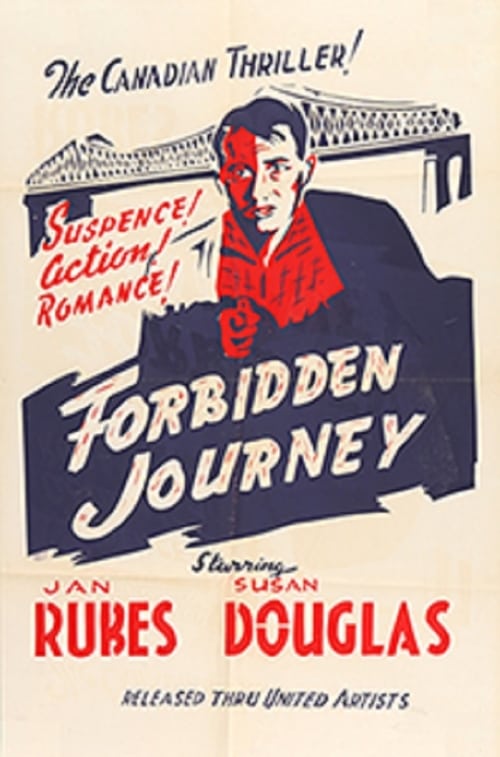 The CANADIAN THRILLER!
SUSPENCE!
Action!
ROMANCE!
FORBIDDEN
JOURNEY
Starring
JAN SUSAN
RUBES DOUGLAS
RELEASED THRU UNITED ARTISTS